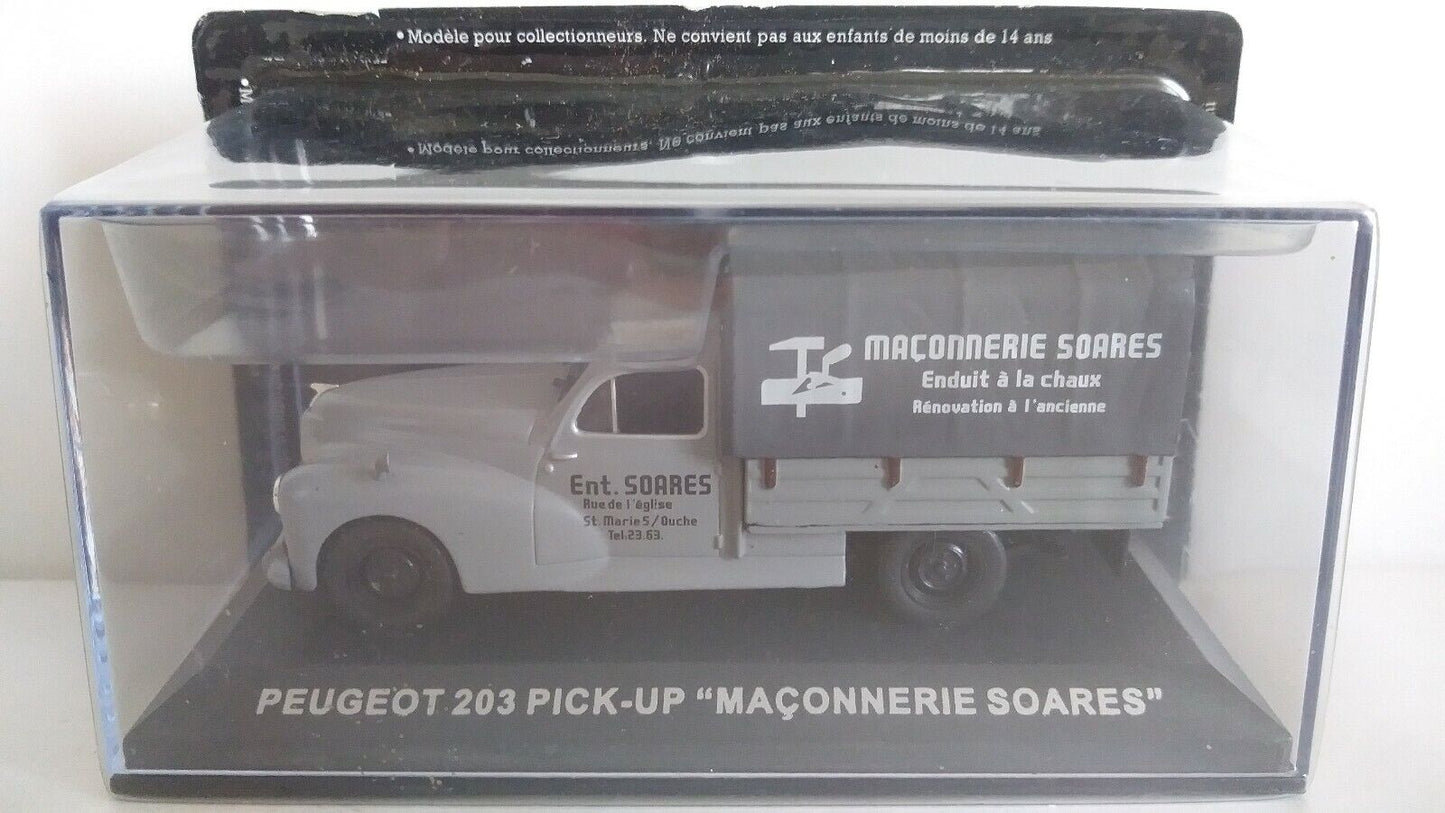 • Modèle pour collectionneurs. Ne convient pas aux enfants de moins de 14 ans
• Modèle pour collectionneurs. Ne convient pas aux enfants de moins de 14 ans
MAÇONNERIE SOARES
Enduit à la chaux
Rénovation à l'ancienne
Ent. SOARES
Rue de l'église
St. Marie S/Ouche
Tel.23.63.
PEUGEOT 203 PICK-UP “MAÇONNERIE SOARES”